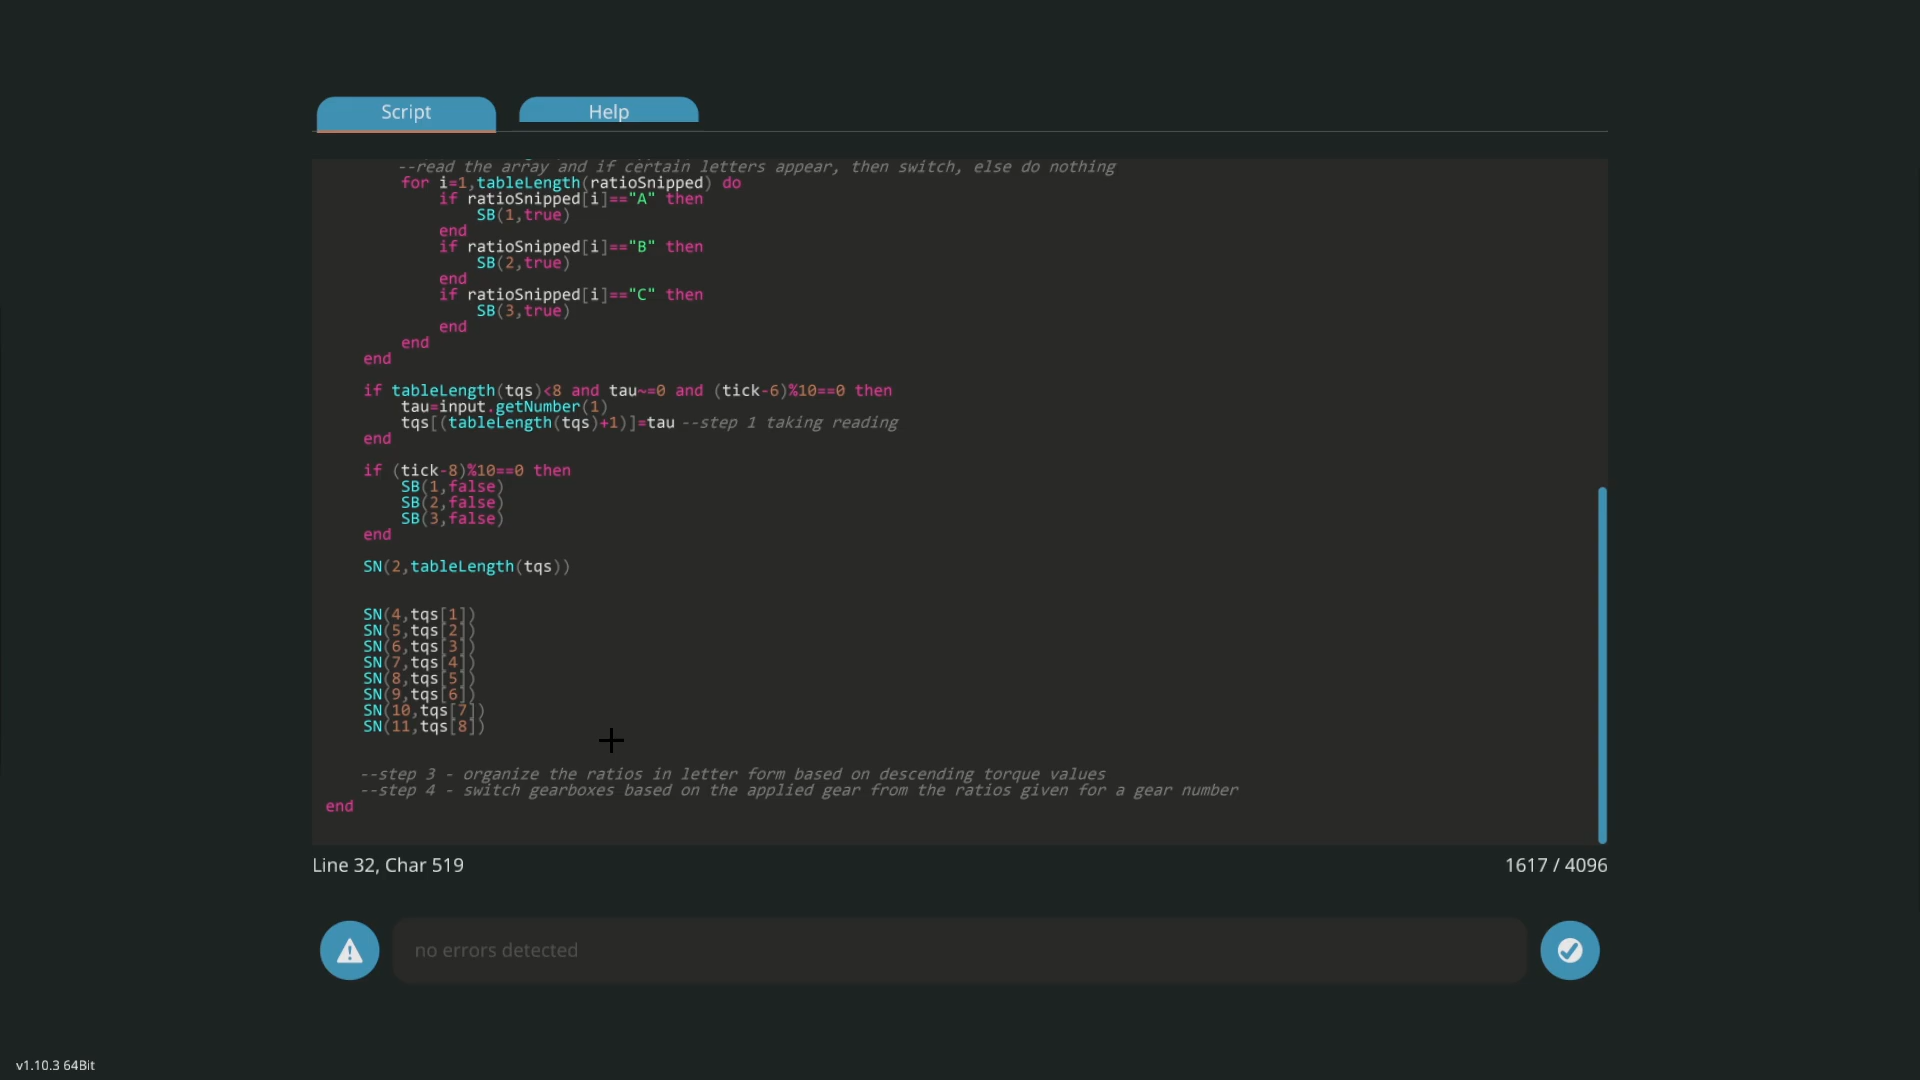 Script
Help
--read the array and if certain letters appear, then switch, else do nothing
for i=1,tableLength(ratioSnipped) do
if ratioSnipped[i]=="A" then
SB(1,true)
end
if ratioSnipped[i]=="B" then
SB(2,true)
end
if ratioSnipped[i]=="C" then
SB(3,true)
end
end
end
if tableLength(tqs)<8 and tau~=0 and (tick-6)%10==0 then
tau=input.getNumber(1)
tqs[(tableLength(tqs)+1)]=tau --step 1 taking reading
end
if (tick-8)%10==0 then
SB(1,false)
SB(2,false)
SB(3,false)
end
SN(2,tableLength(tqs))
SN(4,tqs[1])
SN(5,tqs[2])
SN(6,tqs[3])
SN(7,tqs[4])
SN(8,tqs[5])
SN(9,tqs[6])
SN(10,tqs[7])
SN(11,tqs[8])
--step 3 - organize the ratios in letter form based on descending torque values
--step 4 - switch gearboxes based on the applied gear from the ratios given for a gear number
end
Line 32, Char 519
1617 / 4096
no errors detected
v1.10.3 64Bit